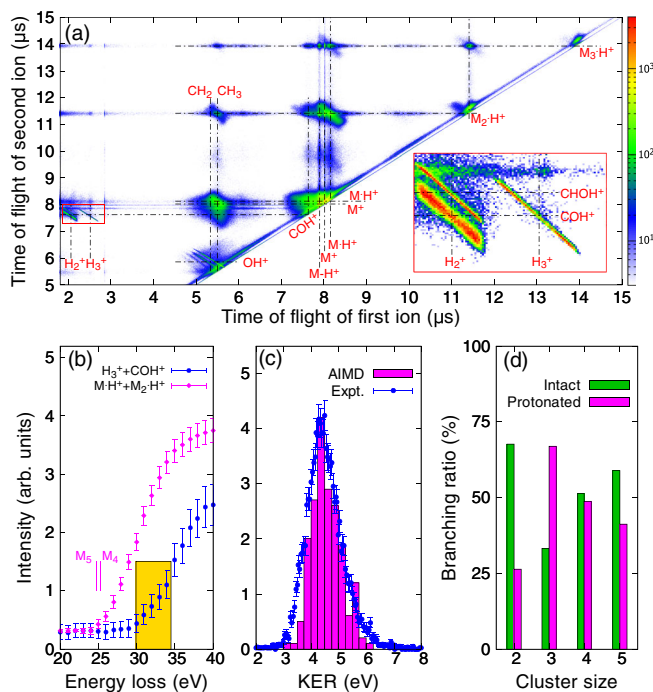 (a)
Time of flight of second ion (µs)
15
14
13
12
11
10
9
8
7
6
5
CH2 CH3
M3·H+
M2·H+
M·H+
M+
COH+
OH+
M·H+
M+
M-H+
H2+ H3+
CHOH+
COH+
H2+
H3+
10³
10²
10¹
2 3 4 5 6 7 8 9 10 11 12 13 14 15
Time of flight of first ion (µs)
(b)
H3++COH+
M·H++M2·H+
Intensity (arb. units)
5
4
3
2
1
0
M5 M4
20 25 30 35 40
Energy loss (eV)
(c)
AIMD
Expt.
5
4
3
2
1
0
2 3 4 5 6 7 8
KER (eV)
(d)
Intact
Protonated
Branching ratio (%)
100
75
50
25
2 3 4 5
Cluster size